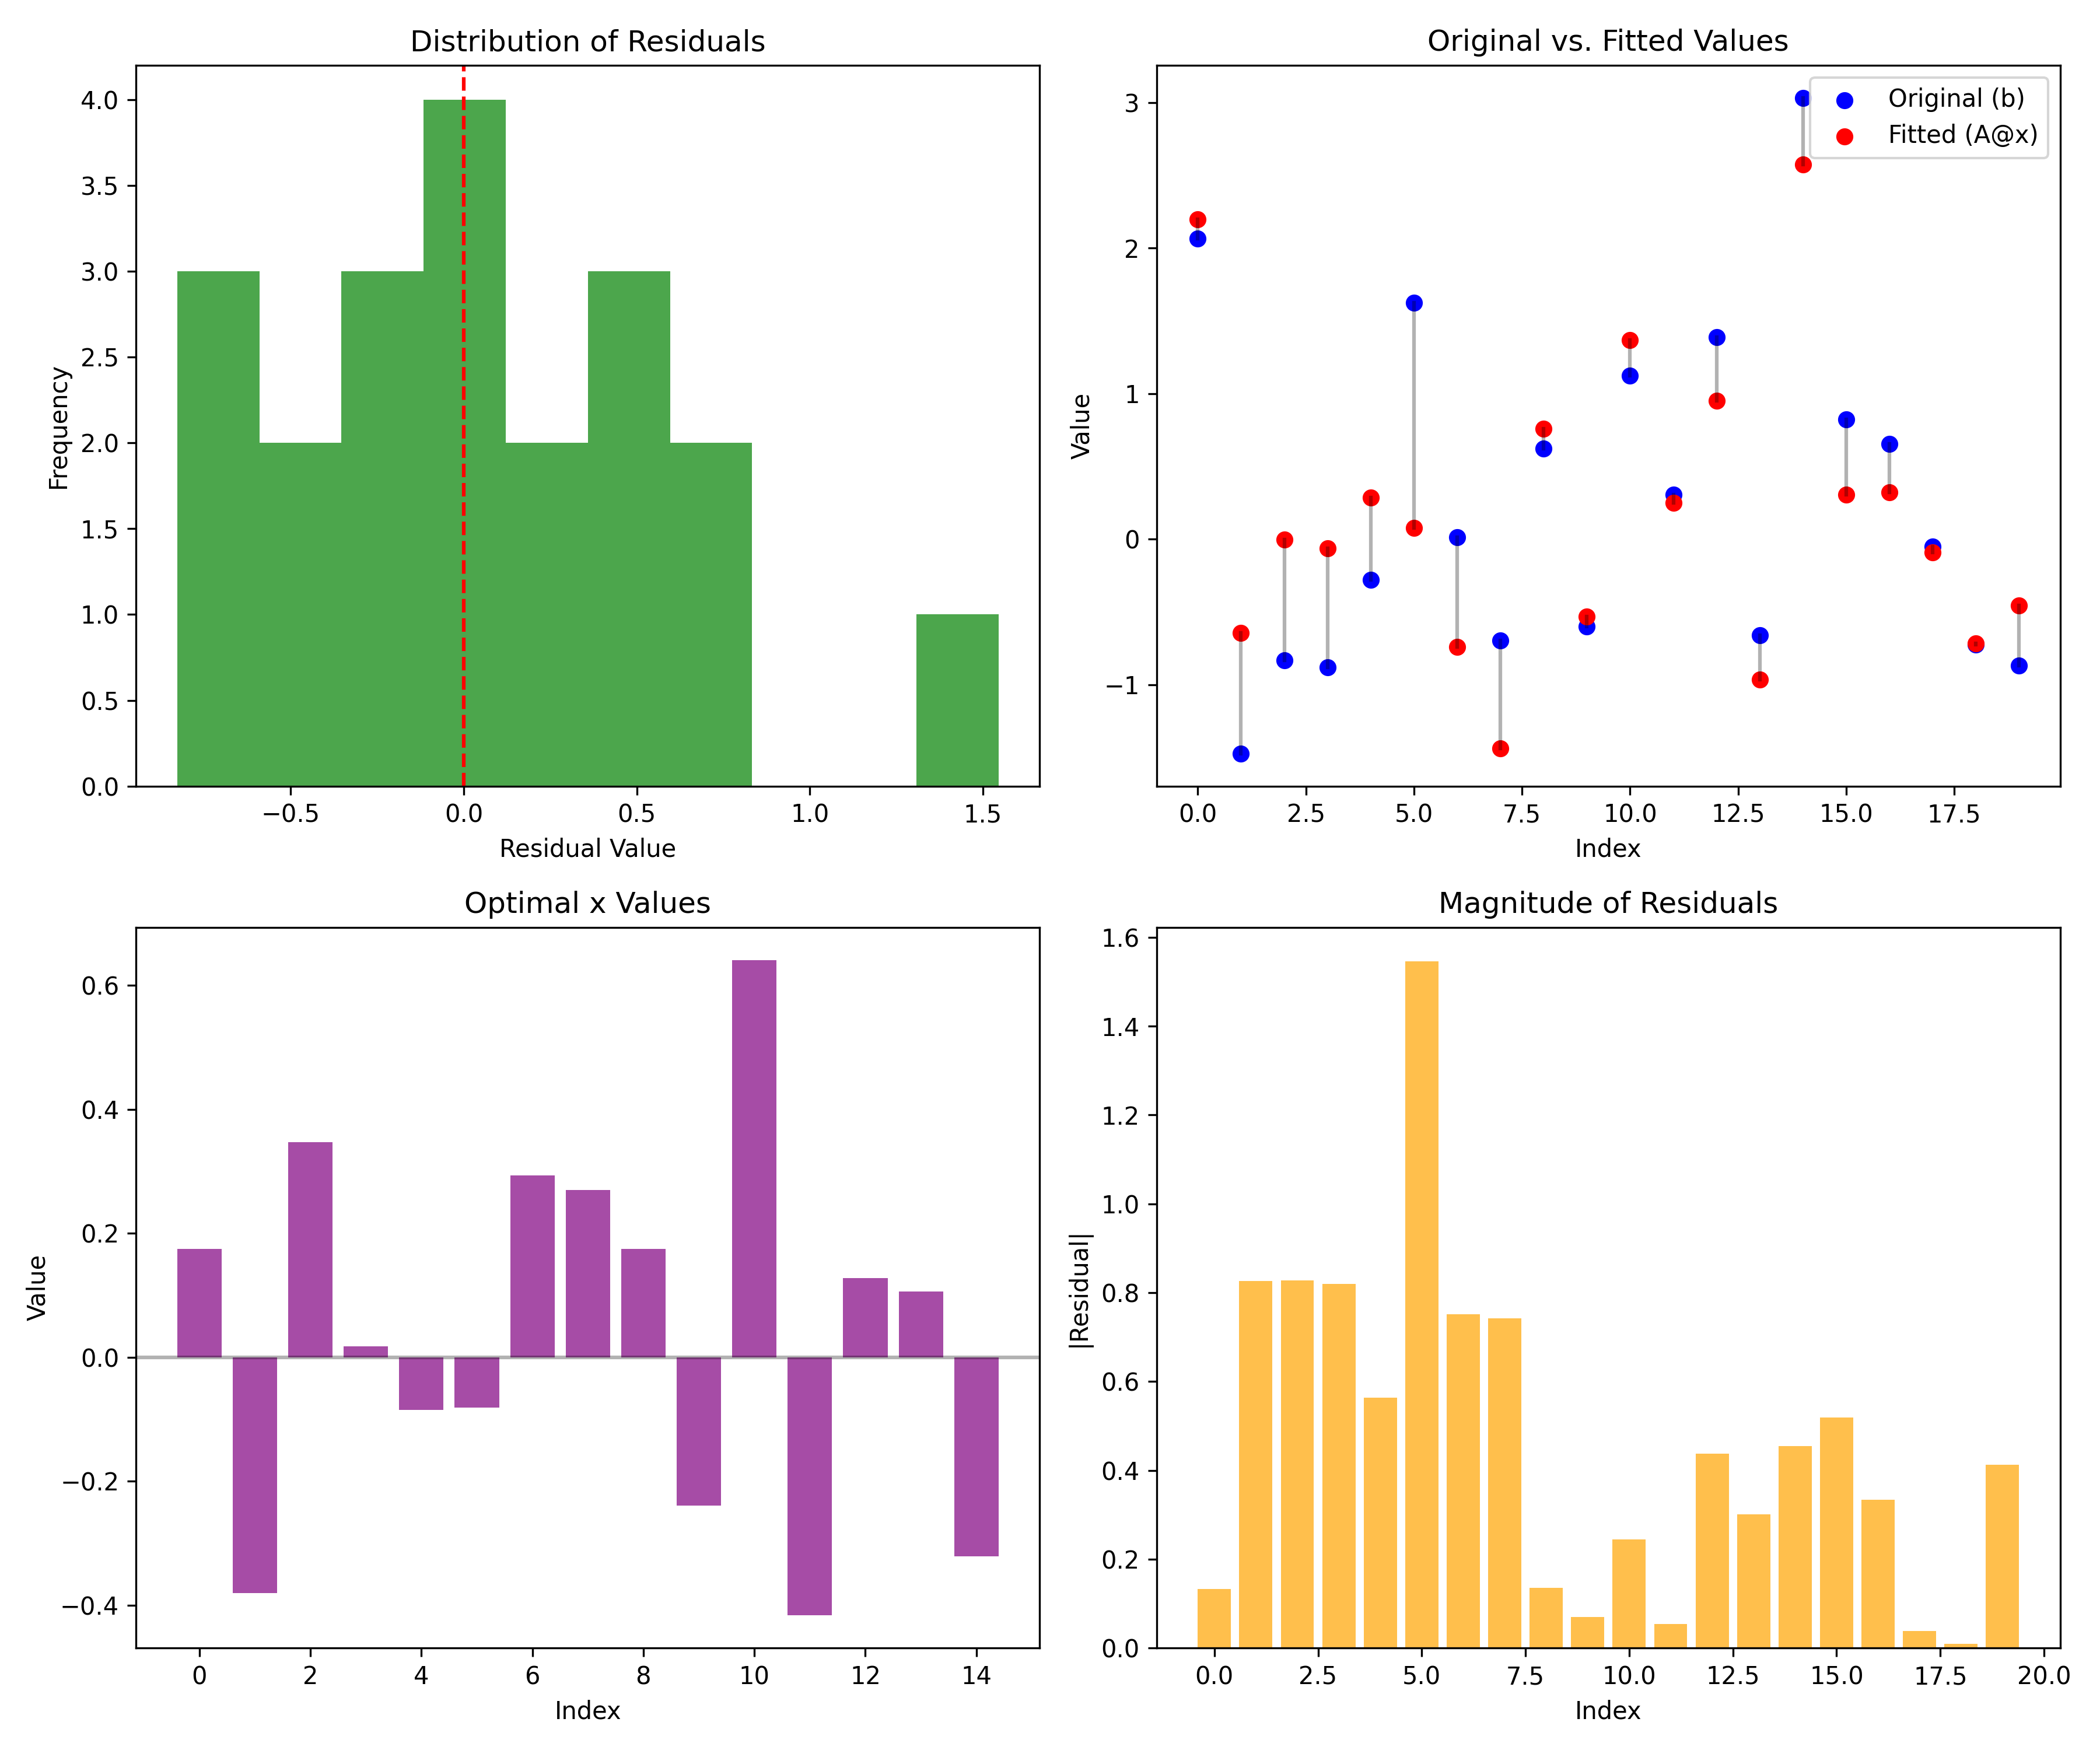 Distribution of Residuals
4.0
3.5
3.0
2.5
2.0
1.5
1.0
0.5
0.0
Frequency
−0.5 0.0 0.5 1.0 1.5
Residual Value
Original vs. Fitted Values
Original (b)
Fitted (A@x)
3
2
1
0
−1
Value
0.0 2.5 5.0 7.5 10.0 12.5 15.0 17.5
Index
Optimal x Values
0.6
0.4
0.2
0.0
−0.2
−0.4
Value
0 2 4 6 8 10 12 14
Index
Magnitude of Residuals
1.6
1.4
1.2
1.0
0.8
0.6
0.4
0.2
0.0
|Residual|
0.0 2.5 5.0 7.5 10.0 12.5 15.0 17.5 20.0
Index